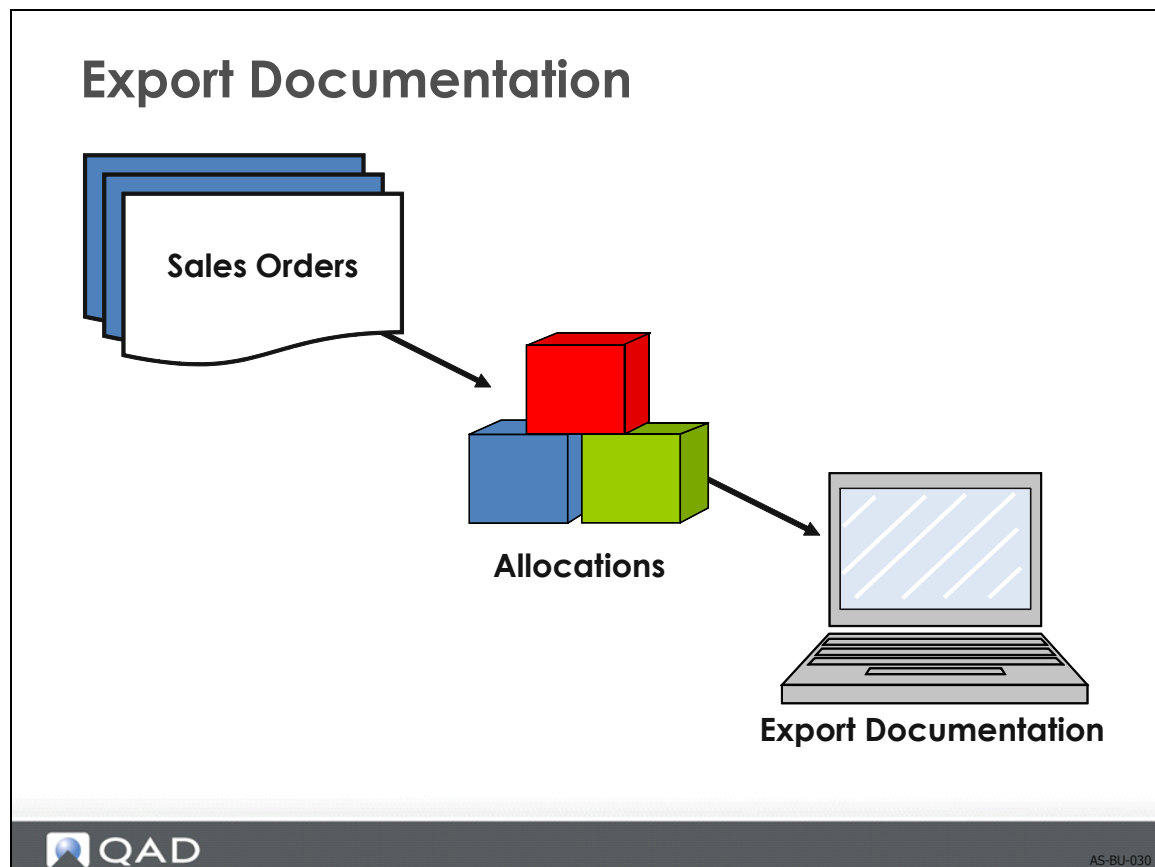 Export Documentation
Sales Orders
Allocations
Export Documentation
QAD
AS-BU-030